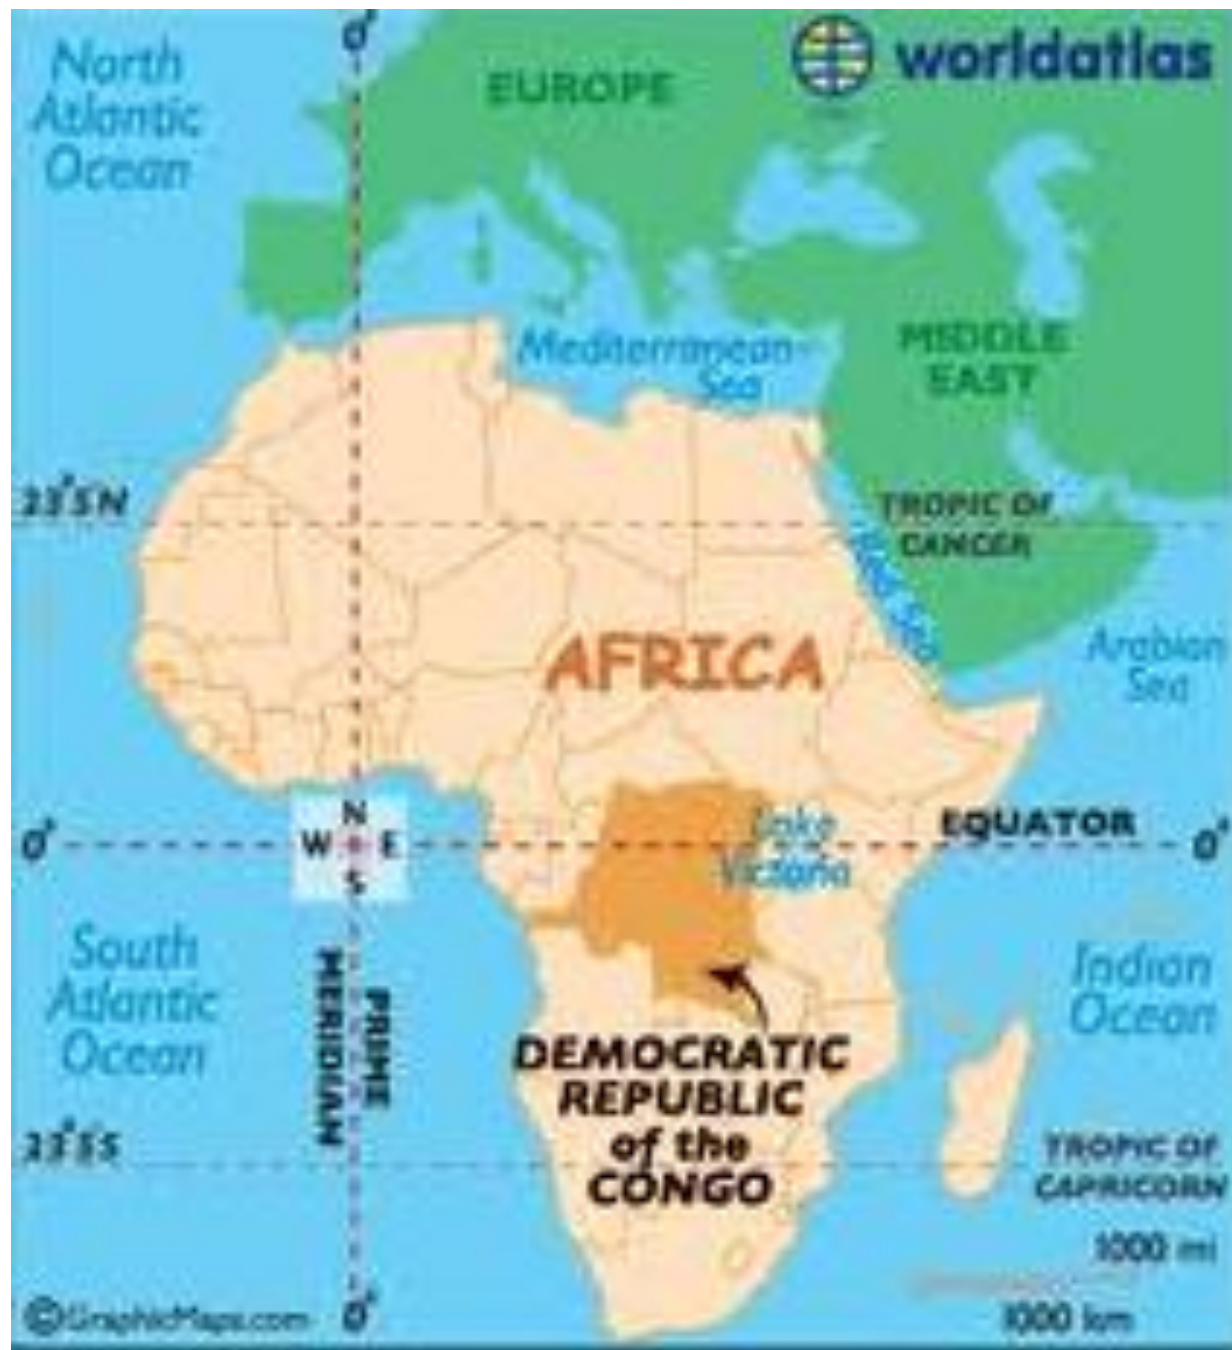 0°
worldatlas
North
Atlantic
Ocean
EUROPE
Mediterranean
Sea
MIDDLE
EAST
23°5N
TROPIC OF
CANCER
AFRICA
Arabian
Sea
N
W E
S
Lake
Victoria
EQUATOR
0°
0°
South
Atlantic
Ocean
PRIME
MERIDIAN
Indian
Ocean
DEMOCRATIC
REPUBLIC
of the
CONGO
23°5S
TROPIC OF
CAPRICORN
1000 mi
1000 km
©GraphicMaps.com
0°